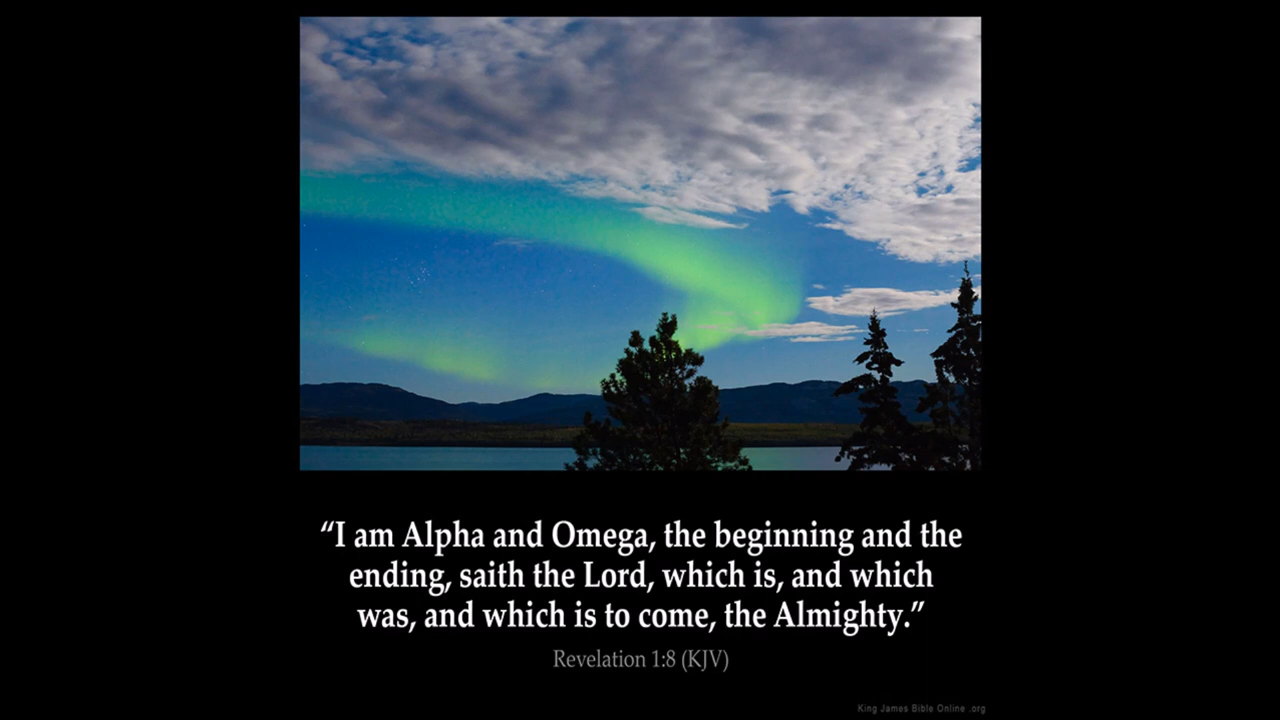 “I am Alpha and Omega, the beginning and the
ending, saith the Lord, which is, and which
was, and which is to come, the Almighty.”
Revelation 1:8 (KJV)
King James Bible Online .org